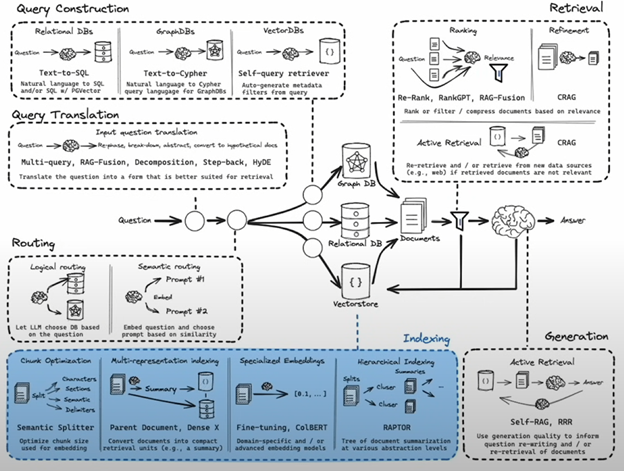 Query Construction
Relational DBs
Question
Text-to-SQL
Natural language to SQL
and/or SQL w/ PGVector
GraphDBs
Question
Text-to-Cypher
Natural language to Cypher
query langugage for GraphDBs
VectorDBs
Question
{ }
Self-query retriever
Auto-generate metadata
filters from query
Retrieval
Ranking
Question
Relevance
Re-Rank, RankGPT, RAG-Fusion
Rank or filter / compress documents based on relevance
Refinement
CRAG
Active Retrieval
{ }
CRAG
Re-retrieve and / or retrieve from new data sources
(e.g., web) if retrieved documents are not relevant
Query Translation
Input question translation
Question
Re-phase, break-down, abstract, convert to hypothetical docs
Multi-query, RAG-Fusion, Decomposition, Step-back, HyDE
Translate the question into a form that is better suited for retrieval
Question
Graph DB
Relational DB
{ }
Vectorstore
Documents
Answer
Routing
Logical routing
Let LLM choose DB based
on the question
Semantic routing
Prompt #1
Embed
Prompt #2
Embed question and choose
prompt based on similarity
Indexing
Chunk Optimization
Split
Characters
Sections
Semantic
Delimiters
Semantic Splitter
Optimize chunk size
used for embedding
Multi-representation indexing
Summary
{ }
Parent Document, Dense X
Convert documents into compact
retrieval units (e.g., a summary)
Specialized Embeddings
[0.1, ...]
Fine-tuning, ColBERT
Domain-specific and / or
advanced embedding models
Hierarchical Indexing
Summaries
Splits
Cluser
Cluser
...
RAPTOR
Tree of document summarization
at various abstraction levels
Generation
Active Retrieval
Question
Answer
Self-RAG, RRR
Use generation quality to inform
question re-writing and / or
re-retrieval of documents